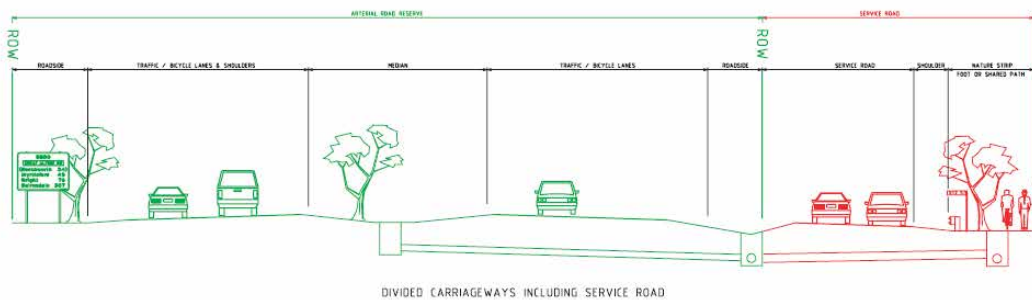 ARTERIAL ROAD RESERVE
SERVICE ROAD
ROW
ROW
ROADSIDE
TRAFFIC / BICYCLE LANES & SHOULDERS
MEDIAN
TRAFFIC / BICYCLE LANES
ROADSIDE
SERVICE ROAD
SHOULDER
NATURE STRIP
FOOT OR SHARED PATH
DIVIDED CARRIAGEWAYS INCLUDING SERVICE ROAD